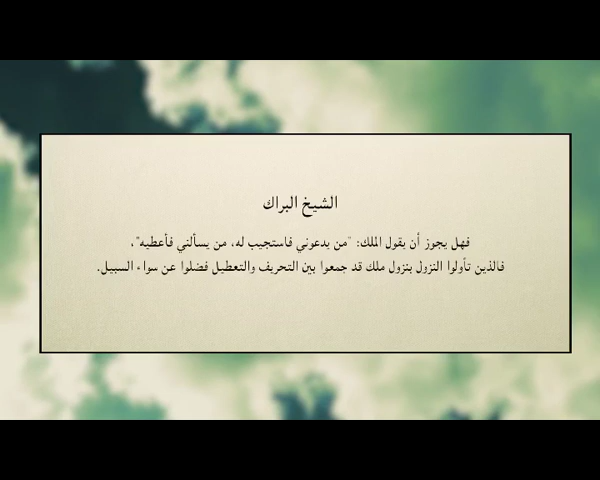 الشيخ البراك
فهل يجوز أن يقول الملك: "من يدعوني فاستجيب له، من يسألني فأعطيه"،
فالذين تأولوا النزول بنزول ملك قد جمعوا بين التحريف والتعطيل فضلوا عن سواء السبيل.